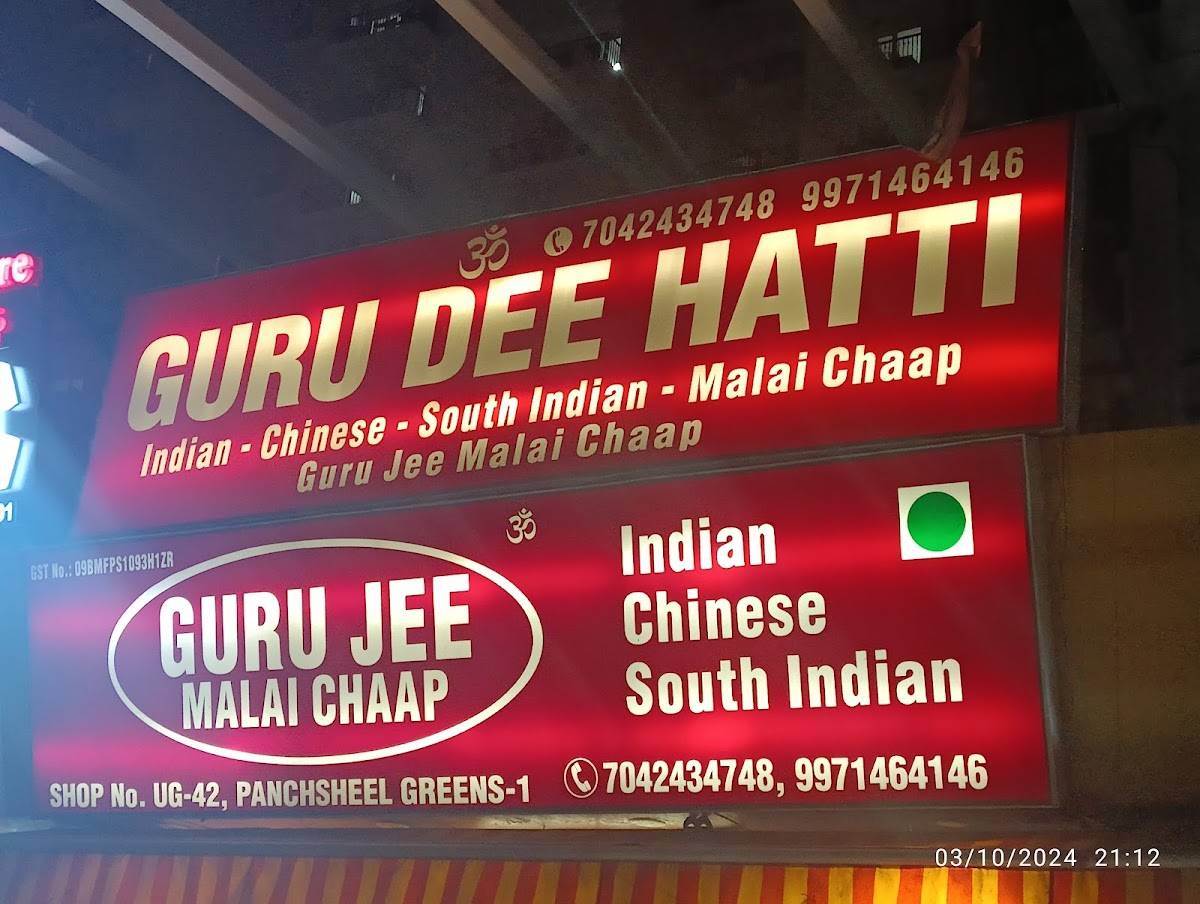 re
ॐ 7042434748 9971464146
GURU DEE HATTI
Indian - Chinese - South Indian - Malai Chaap
Guru Jee Malai Chaap
GST No.: 09BMFPS1093H1ZR
ॐ
GURU JEE
MALAI CHAAP
Indian
Chinese
South Indian
SHOP No. UG-42, PANCHSHEEL GREENS-1
7042434748, 9971464146
03/10/2024 21:12